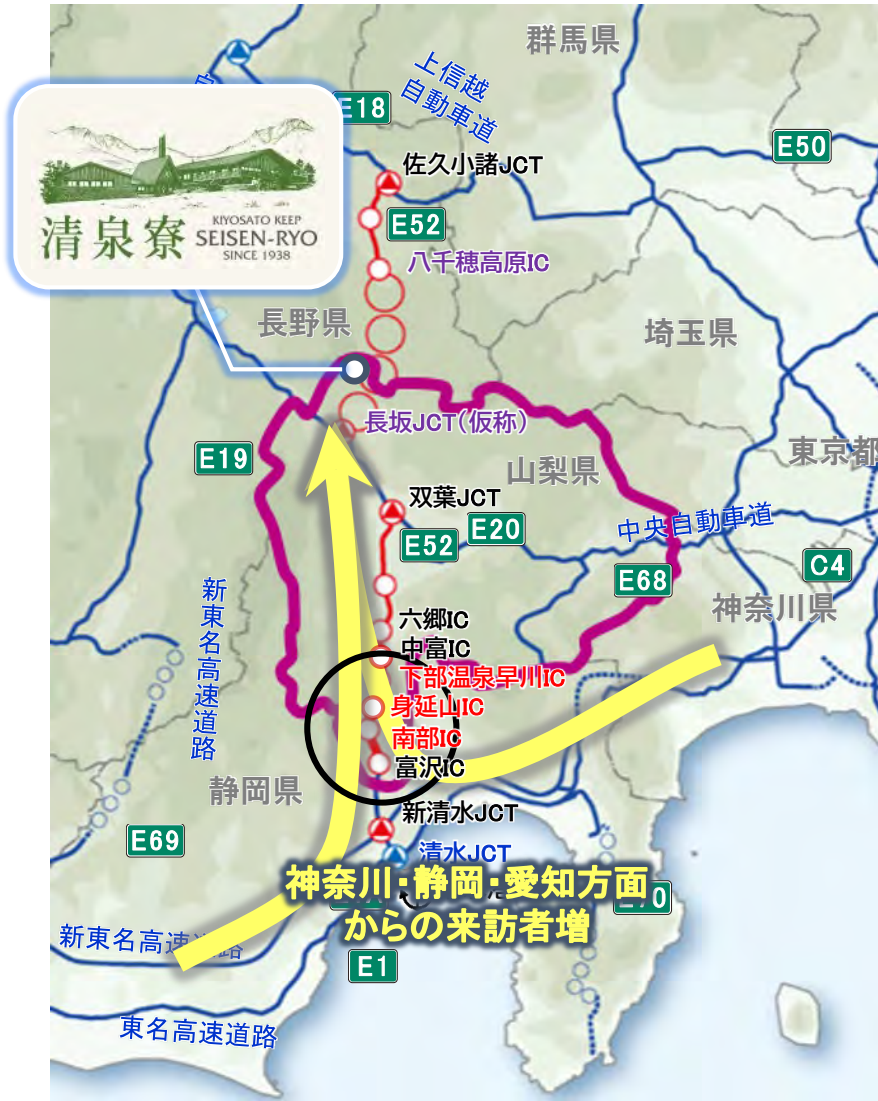 群馬県
上信越
自動車道
E18
E50
佐久小諸JCT
E52
清泉寮
KIYOSATO KEEP
SEISEN-RYO
SINCE 1938
八千穂高原IC
長野県
埼玉県
長坂JCT(仮称)
東京都
E19
山梨県
双葉JCT
E20
中央自動車道
E52
C4
E68
新東名高速道路
神奈川県
六郷IC
中富IC
下部温泉早川IC
身延山IC
南部IC
富沢IC
静岡県
新清水JCT
E69
清水JCT
神奈川・静岡・愛知方面
からの来訪者増
新東名高速道路
E1
東名高速道路